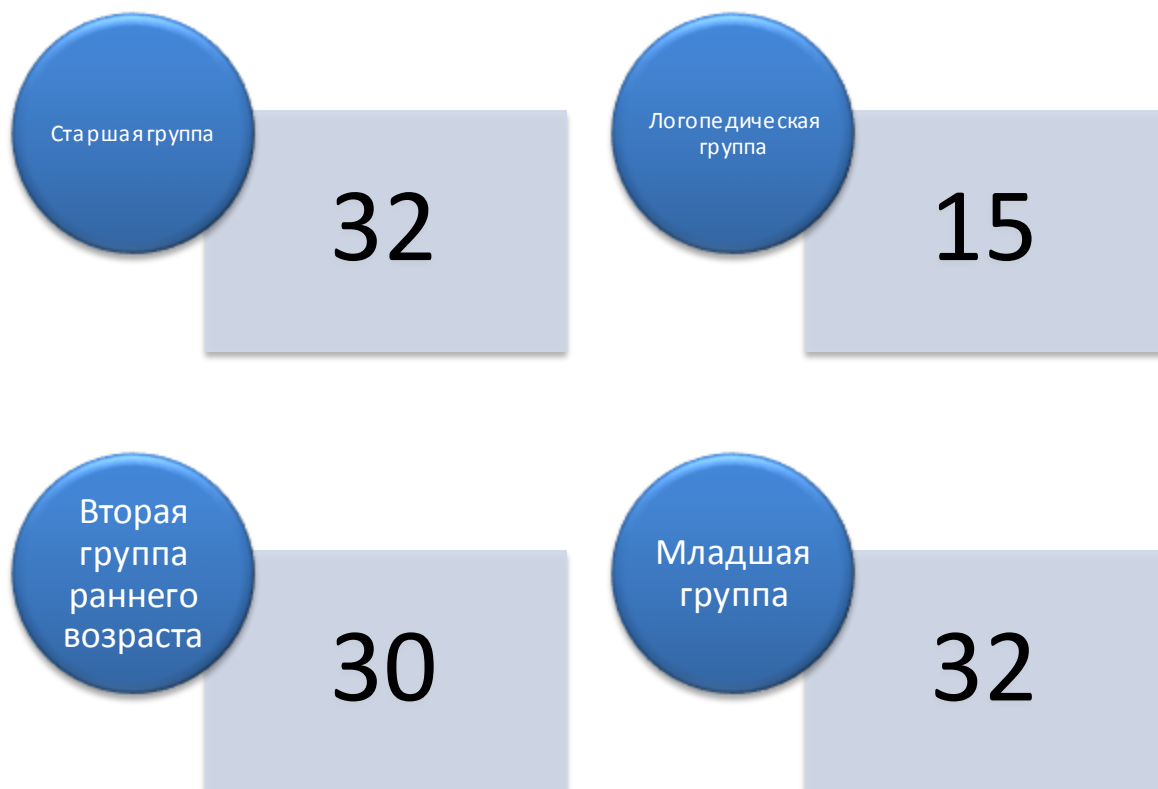 Старшая группа
32
Логопедическая
группа
15
Вторая
группа
раннего
возраста
30
Младшая
группа
32